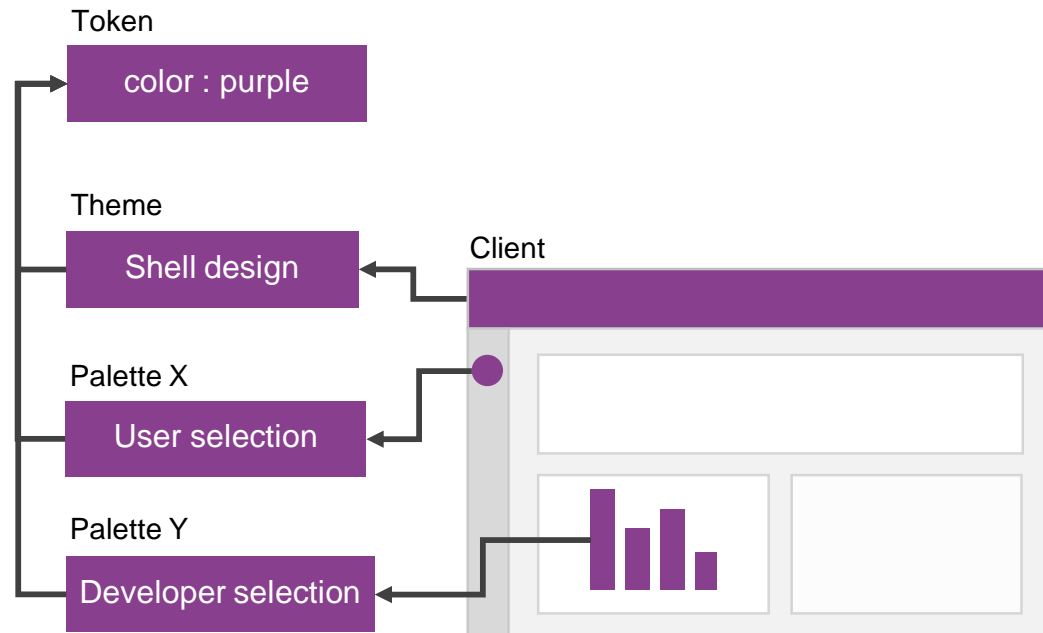 Token
color : purple
Theme
Shell design
Client
Palette X
User selection
Palette Y
Developer selection